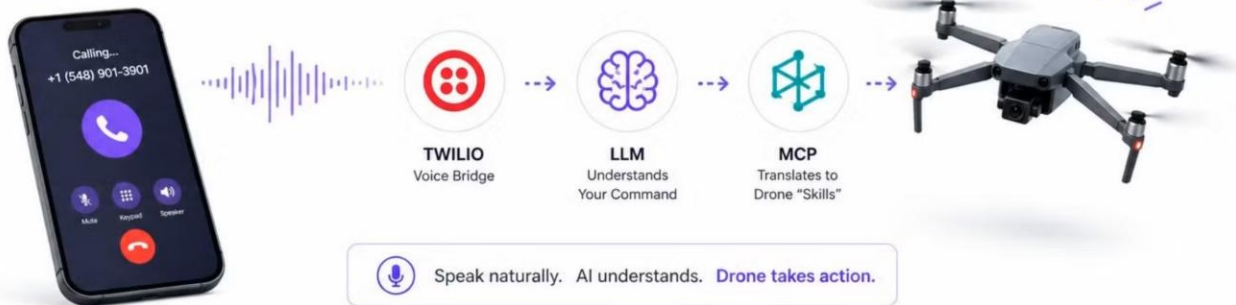 Calling...
+1 (548) 901-3901
Mute
Keypad
Speaker
TWILIO
Voice Bridge
LLM
Understands
Your Command
MCP
Translates to
Drone “Skills”
Speak naturally. AI understands. Drone takes action.